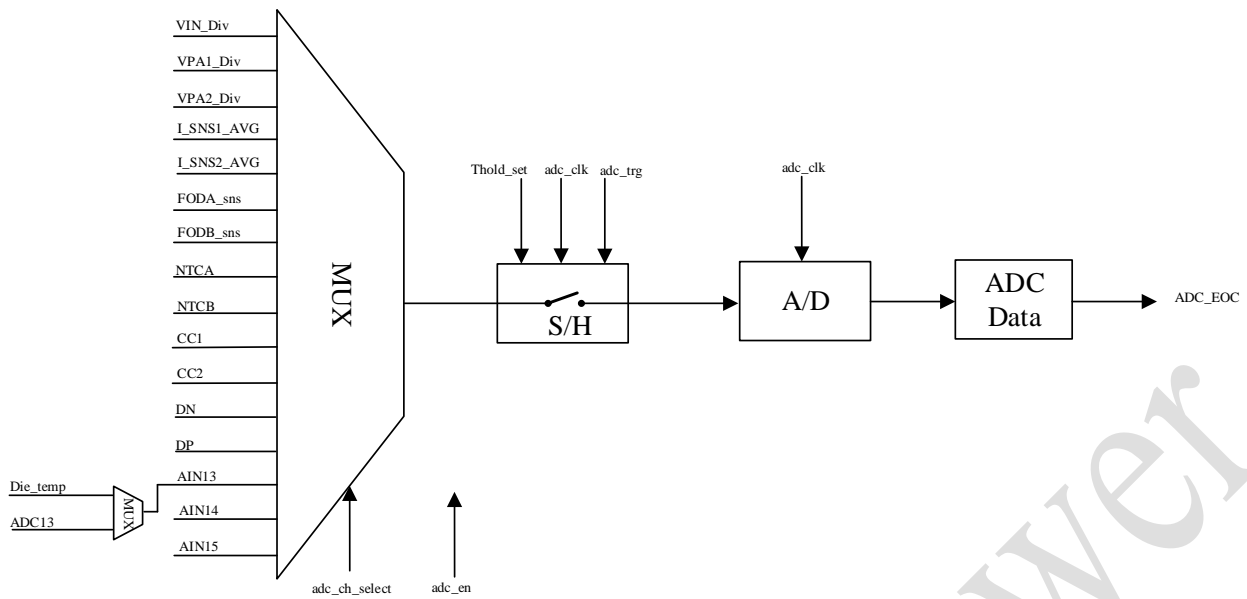 VIN_Div
VPA1_Div
VPA2_Div
I_SNS1_AVG
I_SNS2_AVG
FODA_sns
FODB_sns
NTCA
NTCB
CC1
CC2
DN
DP
AIN13
AIN14
AIN15
Die_temp
ADC13
MUX
MUX
adc_ch_select
adc_en
Thold_set
adc_clk
adc_trg
S/H
adc_clk
A/D
ADC
Data
ADC_EOC